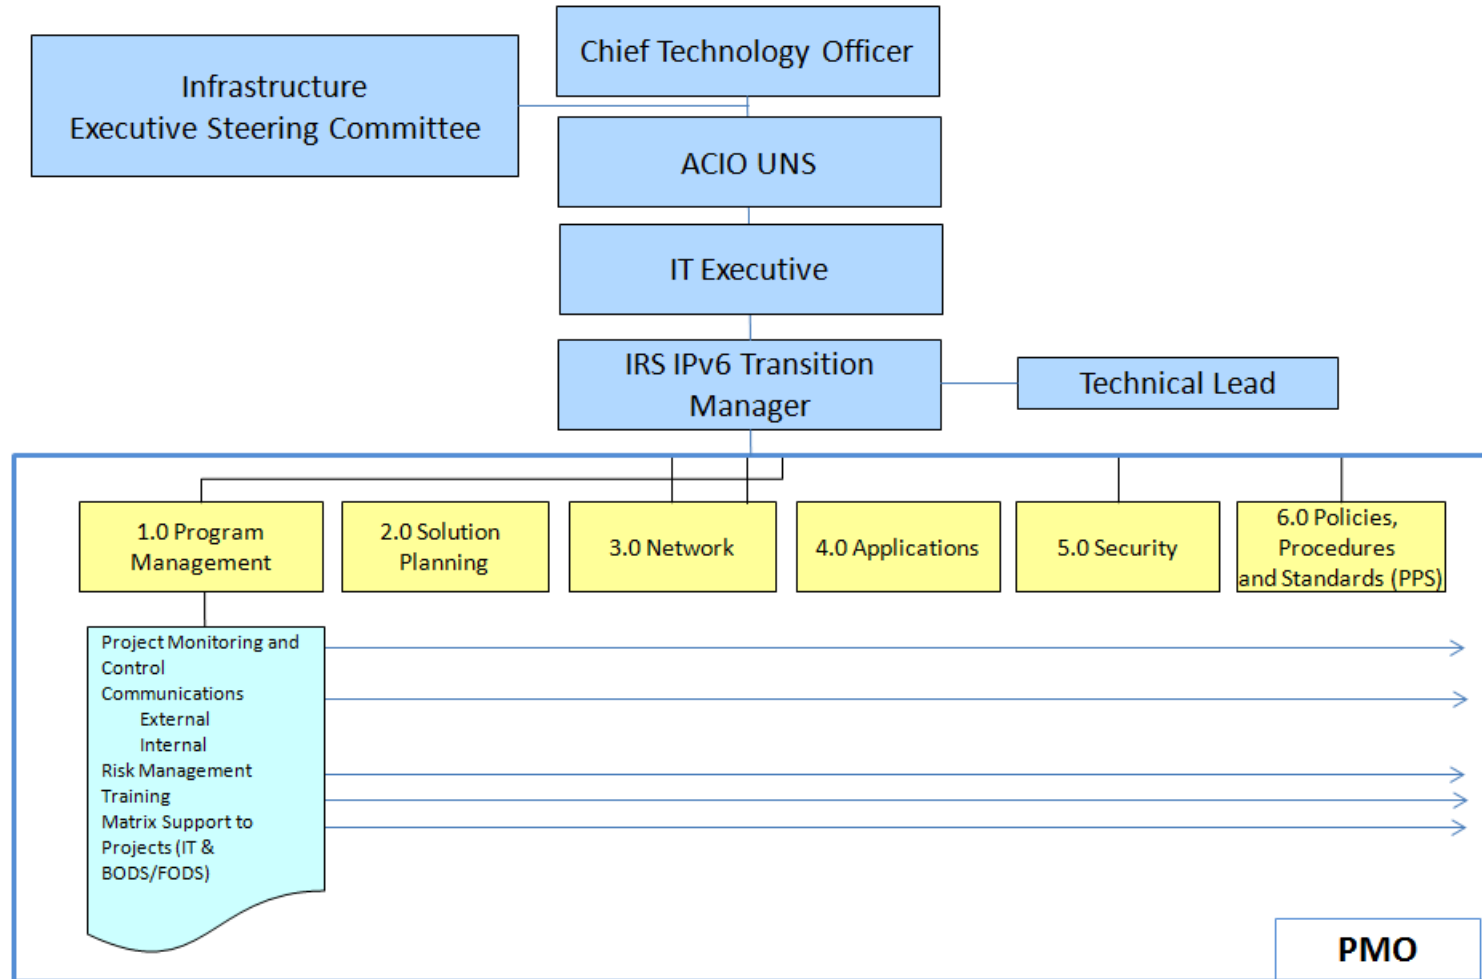 Chief Technology Officer
Infrastructure
Executive Steering Committee
ACIO UNS
IT Executive
IRS IPv6 Transition
Manager
Technical Lead
1.0 Program
Management
2.0 Solution
Planning
3.0 Network
4.0 Applications
5.0 Security
6.0 Policies,
Procedures
and Standards (PPS)
Project Monitoring and
Control
Communications
External
Internal
Risk Management
Training
Matrix Support to
Projects (IT &
BODS/FODS)
PMO